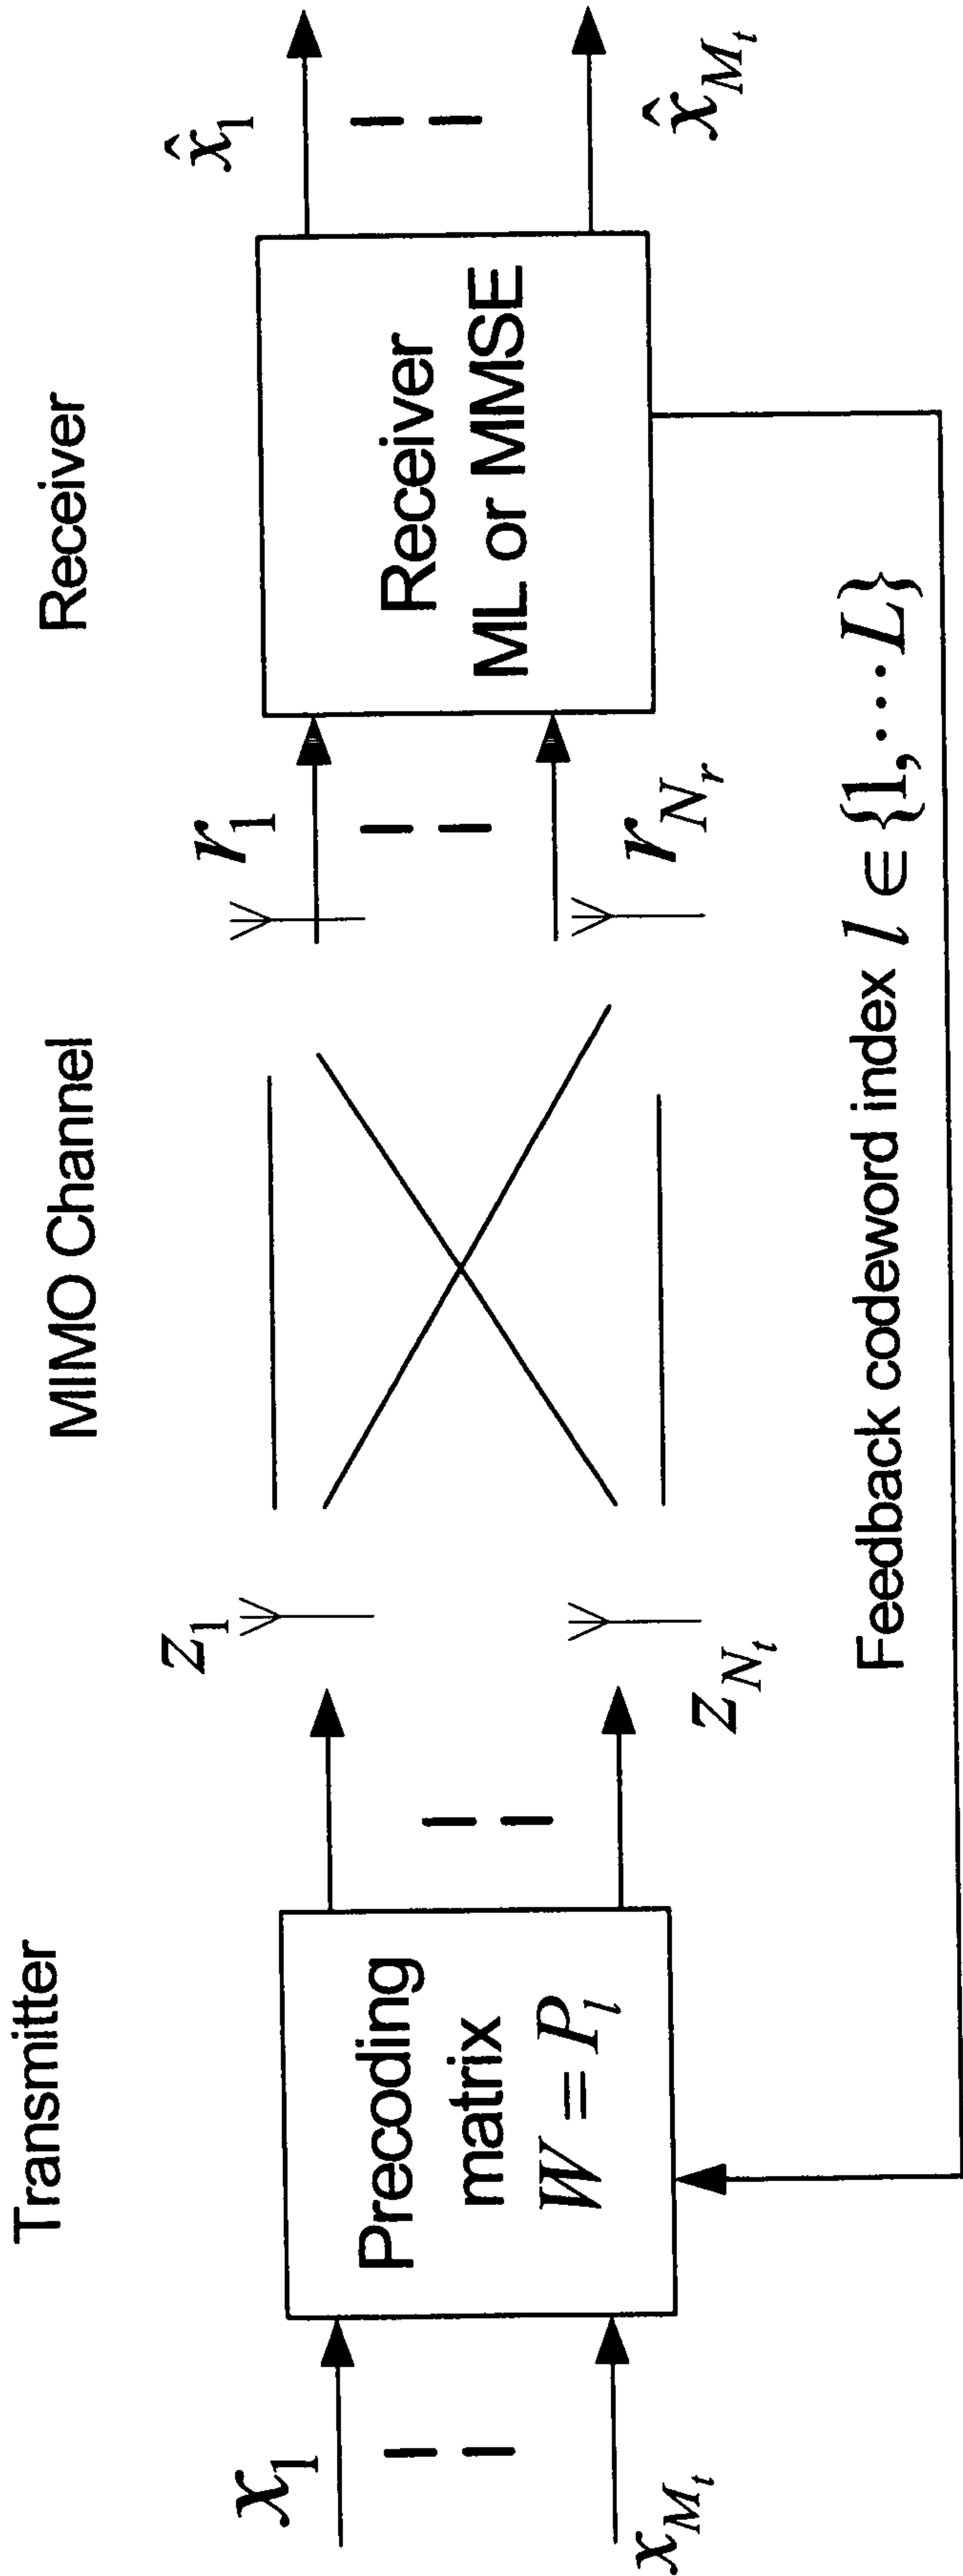 Transmitter
MIMO Channel
Receiver
x_1
x_{M_t}
Precoding
matrix
W = P_l
z_1
z_{N_t}
r_1
r_{N_r}
Receiver
ML or MMSE
x̂_1
x̂_{M_t}
Feedback codeword index l ∈ {1,⋯L}